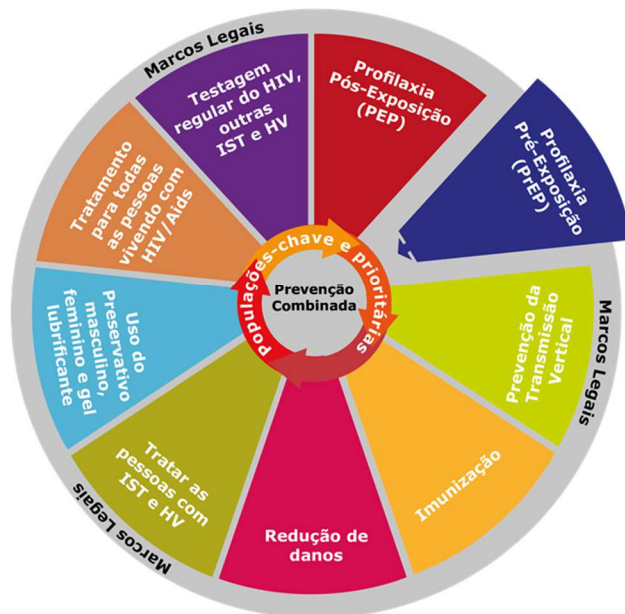 Marcos Legais
Testagem
regular do HIV,
outras
IST e HV
Profilaxia
Pós-Exposição
(PEP)
Profilaxia
Pré-Exposição
(PrEP)
Prevenção da
Transmissão
Vertical
Marcos Legais
Imunização
Redução de
danos
Tratar as
pessoas com
IST e HV
Marcos Legais
Uso do
Preservativo
masculino,
feminino e gel
lubrificante
Tratamento
para todas
as pessoas
vivendo com
HIV//Aids
Populações-chave e prioritárias
Prevenção
Combinada